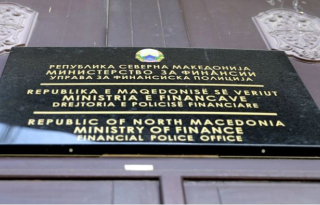 РЕПУБЛИКА СЕВЕРНА МАКЕДОНИЈА
МИНИСТЕРСТВО ЗА ФИНАНСИИ
УПРАВА ЗА ФИНАНСИСКА ПОЛИЦИЈА
REPUBLIKA E MAQEDONISË SË VERIUT
MINISTRIA E FINANCAVE
DREJTORIA E POLICISË FINANCIARE
REPUBLIC OF NORTH MACEDONIA
MINISTRY OF FINANCE
FINANCIAL POLICE OFFICE